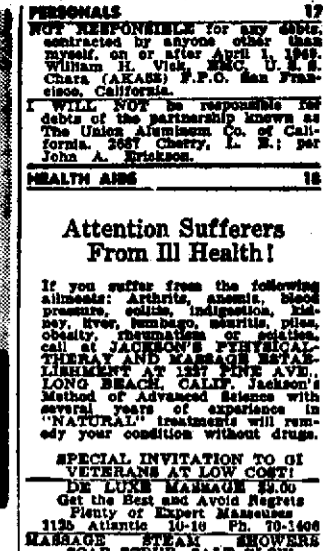 PERSONALS 17
NOT RESPONSIBLE for any debts,
contracted by anyone other than
myself, on or after April 1, 1949.
William H. Vick, BMC, U. S. S.
Chara (AKA58) F.P.O. San Fran-
cisco, California.
I WILL NOT be responsible for
debts of the partnership known as
The Union Aluminum Co. of Cali-
fornia. 2687 Cherry, L. B.; per
John A. Erickson.
HEALTH AIDS 18
Attention Sufferers
From Ill Health!
If you suffer from the following
ailments: Arthrits, anemis, blood
pressure, colitis, indigestion, kid-
ney, liver, lumbago, neuritis, piles,
obesity, rheumatism or sciatica,
call at JACKSON'S PHYSICAL-
THERAY AND MASSAGE ESTAB-
LISHMENT AT 1237 PINE AVE.,
LONG BEACH, CALIF. Jackson's
Method of Advanced Science with
several years of experience in
"NATURAL" treatments will rem-
edy your condition without drugs.
SPECIAL INVITATION TO GI
VETERANS AT LOW COST!
DE LUXE MASSAGE $3.00
Get the Best and Avoid Regrets
Plenty of Expert Masseuses
1135 Atlantic 10-10 Ph. 70-1406
MASSAGE STEAM SHOWERS